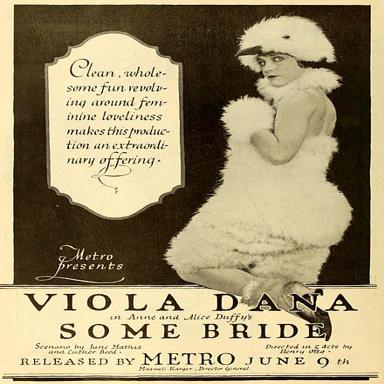 Clean, whole-
some fun revolv-
ing around fem-
inine loveliness
makes this produc-
tion an extraordi-
nary offering.
Metro
presents
VIOLA DANA
in Anne and Alice Duffy's
SOME BRIDE
Scenario by June Mathis
and Luther Reed.
Directed in 5 acts by
Henry Otto.
RELEASED BY METRO JUNE 9th
Maxwell Karger, Director General